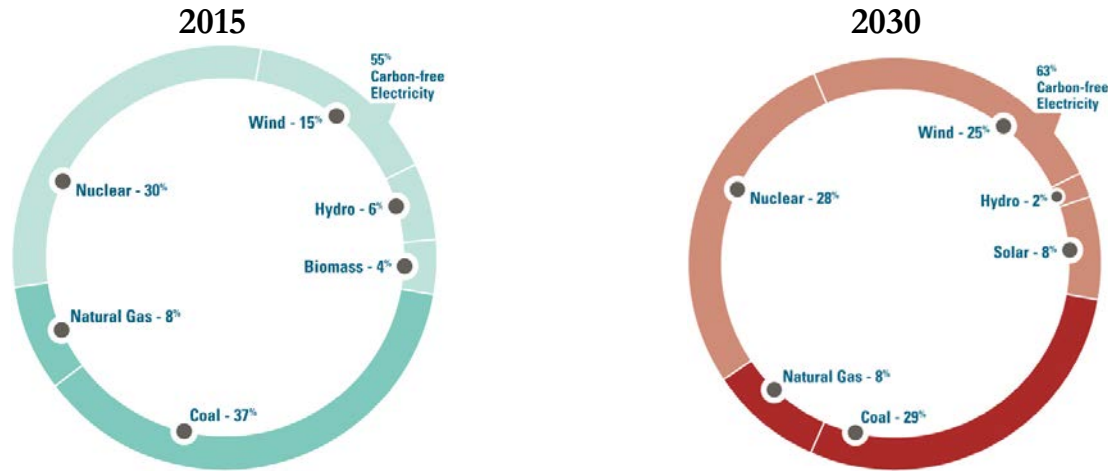 2015
55%
Carbon-free
Electricity
Wind - 15%
Nuclear - 30%
Hydro - 6%
Biomass - 4%
Natural Gas - 8%
Coal - 37%
2030
63%
Carbon-free
Electricity
Wind - 25%
Nuclear - 28%
Hydro - 2%
Solar - 8%
Natural Gas - 8%
Coal - 29%